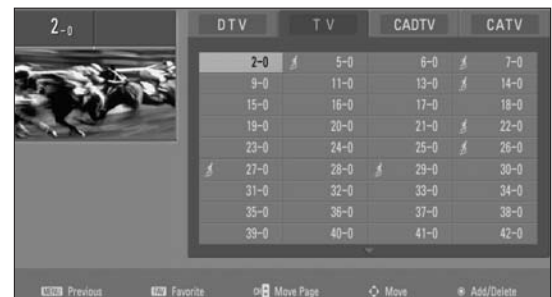 2-0
DTV TV CADTV CATV
2-0 5-0 6-0 7-0
9-0 11-0 13-0 14-0
15-0 16-0 17-0 18-0
19-0 20-0 21-0 22-0
23-0 24-0 25-0 26-0
27-0 28-0 29-0 30-0
31-0 32-0 33-0 34-0
35-0 36-0 37-0 38-0
39-0 40-0 41-0 42-0
MENU Previous FAV Favorite CH Move Page Move Add/Delete